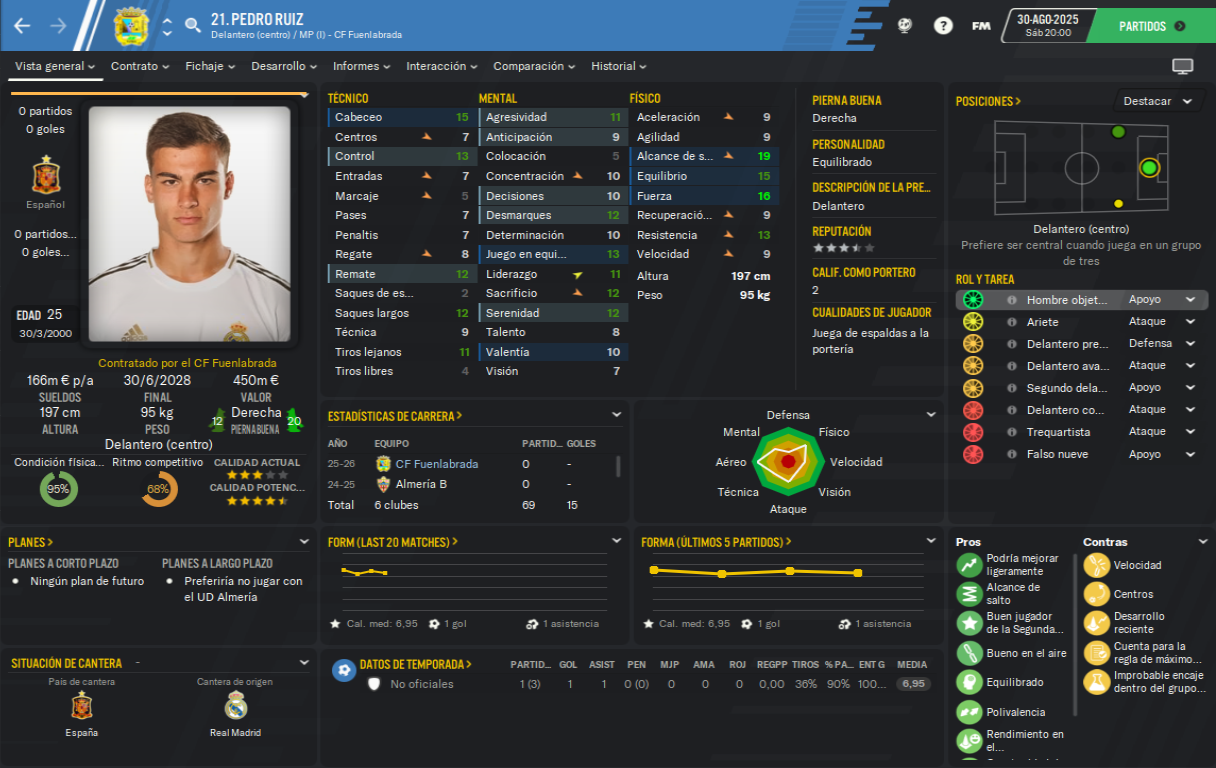 21. PEDRO RUIZ
Delantero (centro) / MP (I) - CF Fuenlabrada
?
FM
30-AGO-2025
Sáb 20:00
PARTIDOS
Vista general
Contrato
Fichaje
Desarrollo
Informes
Interacción
Comparación
Historial
0 partidos
0 goles
Español
0 partidos...
0 goles...
EDAD 25
30/3/2000
Contratado por el CF Fuenlabrada
166m € p/a
SUELDOS
30/6/2028
FINAL
450m €
VALOR
197 cm
ALTURA
95 kg
PESO
12
Derecha
PIERNA BUENA
20
Delantero (centro)
Condición física...
95%
Ritmo competitivo
68%
CALIDAD ACTUAL
CALIDAD POTENC...
TÉCNICO
Cabeceo 15
Centros 7
Control 13
Entradas 7
Marcaje 5
Pases 7
Penaltis 7
Regate 8
Remate 12
Saques de es... 2
Saques largos 12
Técnica 9
Tiros lejanos 11
Tiros libres 4
MENTAL
Agresividad 11
Anticipación 9
Colocación 5
Concentración 10
Decisiones 10
Desmarques 12
Determinación 10
Juego en equi... 13
Liderazgo 11
Sacrificio 12
Serenidad 12
Talento 8
Valentía 10
Visión 7
FÍSICO
Aceleración 9
Agilidad 9
Alcance de s... 19
Equilibrio 15
Fuerza 16
Recuperació... 9
Resistencia 13
Velocidad 9
Altura 197 cm
Peso 95 kg
PIERNA BUENA
Derecha
PERSONALIDAD
Equilibrado
DESCRIPCIÓN DE LA PRE...
Delantero
REPUTACIÓN
CALIF. COMO PORTERO
2
CUALIDADES DE JUGADOR
Juega de espaldas a la
portería
POSICIONES >
Destacar
Delantero (centro)
Prefiere ser central cuando juega en un grupo
de tres
ROL Y TAREA
Hombre objet... Apoyo
Ariete Ataque
Delantero pre... Defensa
Delantero ava... Ataque
Segundo dela... Apoyo
Delantero co... Ataque
Trequartista Ataque
Falso nueve Apoyo
ESTADÍSTICAS DE CARRERA >
AÑO EQUIPO PARTID... GOLES
25-26 CF Fuenlabrada 0 -
24-25 Almería B 0 -
Total 6 clubes 69 15
Defensa
Mental
Físico
Aéreo
Velocidad
Técnica
Visión
Ataque
PLANES >
PLANES A CORTO PLAZO
• Ningún plan de futuro
PLANES A LARGO PLAZO
• Preferiría no jugar con
el UD Almería
FORM (LAST 20 MATCHES) >
Cal. med: 6,95 1 gol 1 asistencia
FORMA (ÚLTIMOS 5 PARTIDOS) >
Cal. med: 6,95 1 gol 1 asistencia
Pros
Podría mejorar
ligeramente
Alcance de
salto
Buen jugador
de la Segunda...
Bueno en el aire
Equilibrado
Polivalencia
Rendimiento en
el...
Contras
Velocidad
Centros
Desarrollo
reciente
Cuenta para la
regla de máximo...
Improbable encaje
dentro del grupo...
SITUACIÓN DE CANTERA -
País de cantera
España
Cantera de origen
Real Madrid
DATOS DE TEMPORADA > PARTID... GOL ASIST PEN MJP AMA ROJ REGPP TIROS % PA... ENT G MEDIA
No oficiales 1 (3) 1 1 0 (0) 0 0 0 0,00 36% 90% 100... 6,95